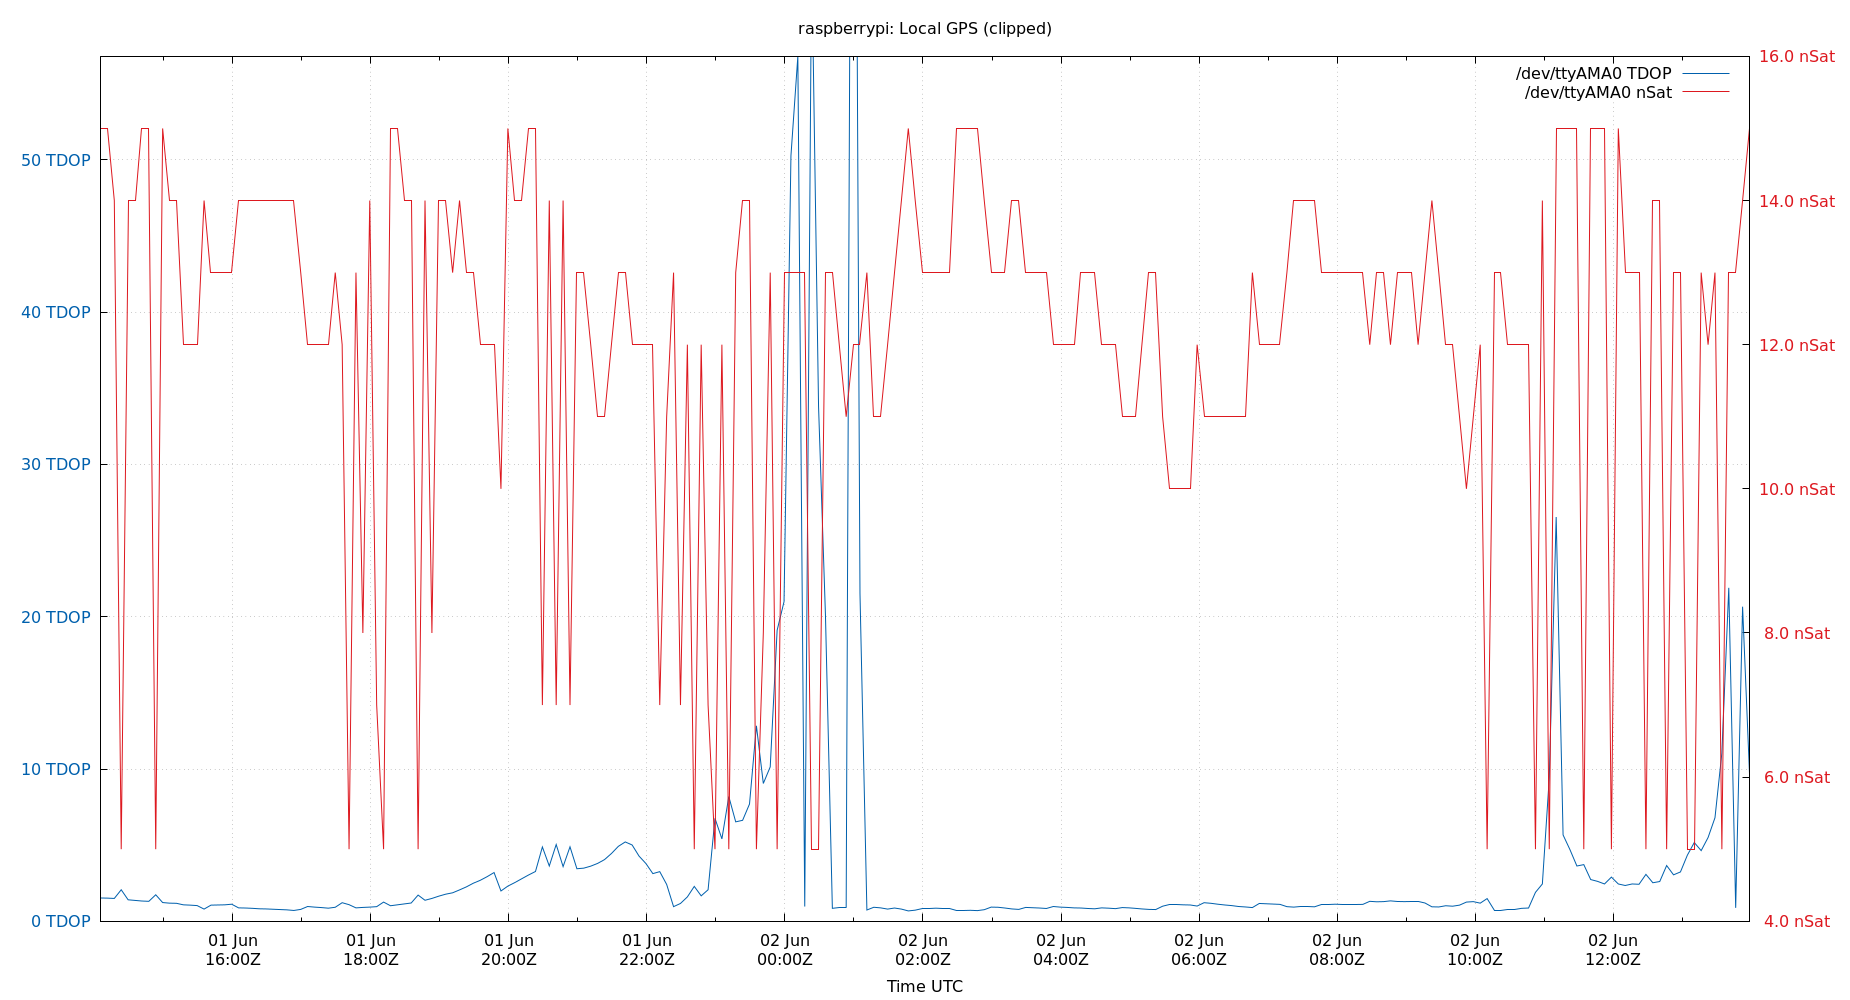 raspberrypi: Local GPS (clipped)
16.0 nSat
/dev/ttyAMA0 TDOP
/dev/ttyAMA0 nSat
50 TDOP
14.0 nSat
40 TDOP
12.0 nSat
30 TDOP
10.0 nSat
20 TDOP
8.0 nSat
10 TDOP
6.0 nSat
0 TDOP
4.0 nSat
01 Jun 01 Jun 01 Jun 01 Jun 02 Jun 02 Jun 02 Jun 02 Jun 02 Jun 02 Jun 02 Jun
16:00Z 18:00Z 20:00Z 22:00Z 00:00Z 02:00Z 04:00Z 06:00Z 08:00Z 10:00Z 12:00Z
Time UTC